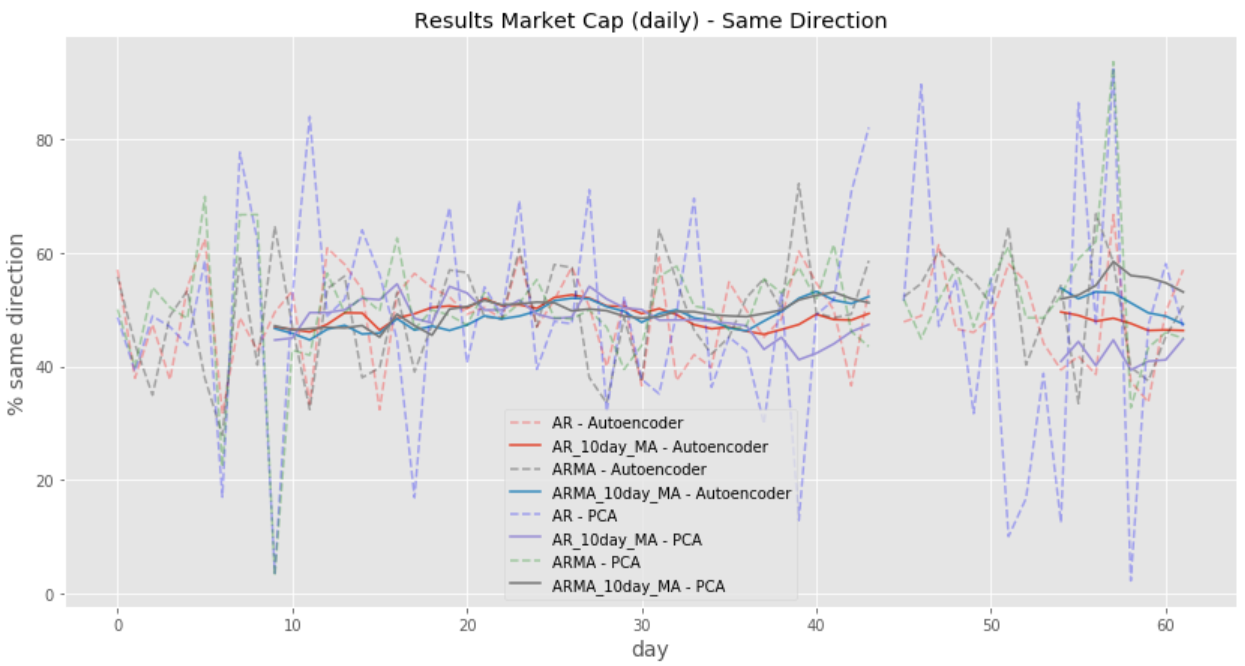 Results Market Cap (daily) - Same Direction
% same direction
80
60
40
20
0
AR - Autoencoder
AR_10day_MA - Autoencoder
ARMA - Autoencoder
ARMA_10day_MA - Autoencoder
AR - PCA
AR_10day_MA - PCA
ARMA - PCA
ARMA_10day_MA - PCA
0 10 20 30 40 50 60
day